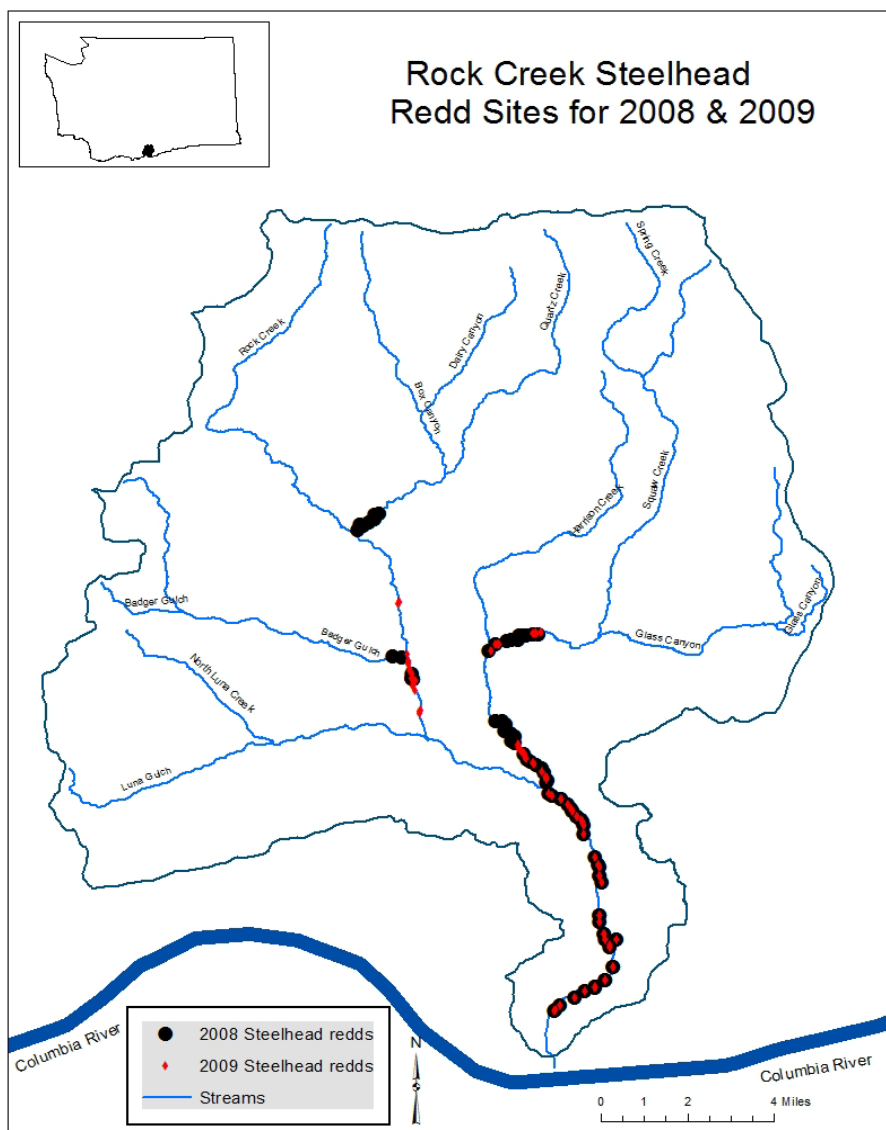 Rock Creek Steelhead
Redd Sites for 2008 & 2009
Spring Creek
Quartz Creek
Dairy Canyon
Rock Creek
Box Canyon
Squaw Creek
Harrison Creek
Glass Canyon
Badger Gulch
Badger Gulch
Glass Canyon
North Luna Creek
Luna Gulch
Columbia River
2008 Steelhead redds
2009 Steelhead redds
Streams
N
Columbia River
0 1 2 4 Miles